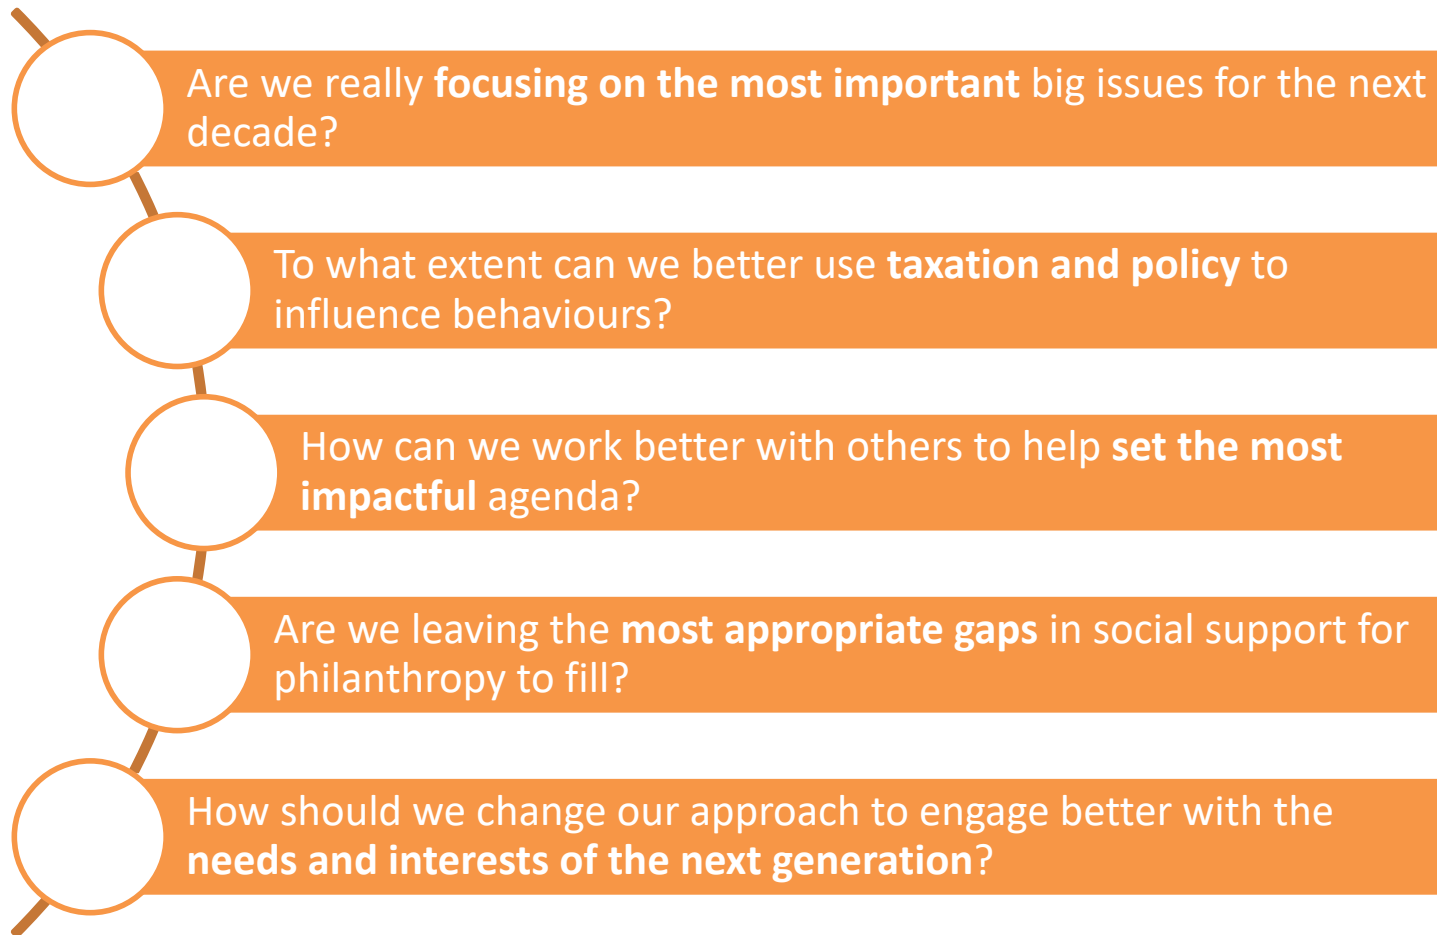 Are we really focusing on the most important big issues for the next
decade?
To what extent can we better use taxation and policy to
influence behaviours?
How can we work better with others to help set the most
impactful agenda?
Are we leaving the most appropriate gaps in social support for
philanthropy to fill?
How should we change our approach to engage better with the
needs and interests of the next generation?